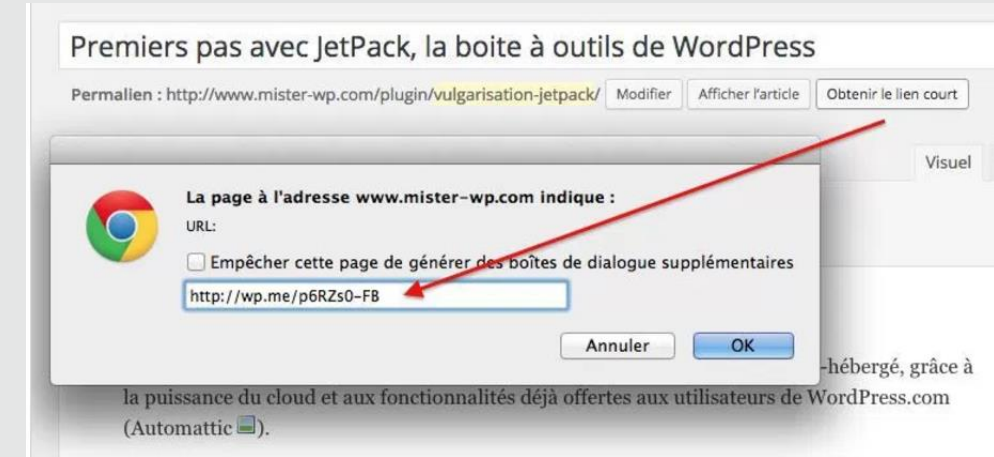 Premiers pas avec JetPack, la boite à outils de WordPress
Permalien : http://www.mister-wp.com/plugin/vulgarisation-jetpack/ Modifier Afficher l'article Obtenir le lien court
Visuel
La page à l'adresse www.mister-wp.com indique :
URL:
Empêcher cette page de générer des boîtes de dialogue supplémentaires
http://wp.me/p6RZs0-FB
Annuler OK
-hébergé, grâce à
la puissance du cloud et aux fonctionnalités déjà offertes aux utilisateurs de WordPress.com
(Automattic ).